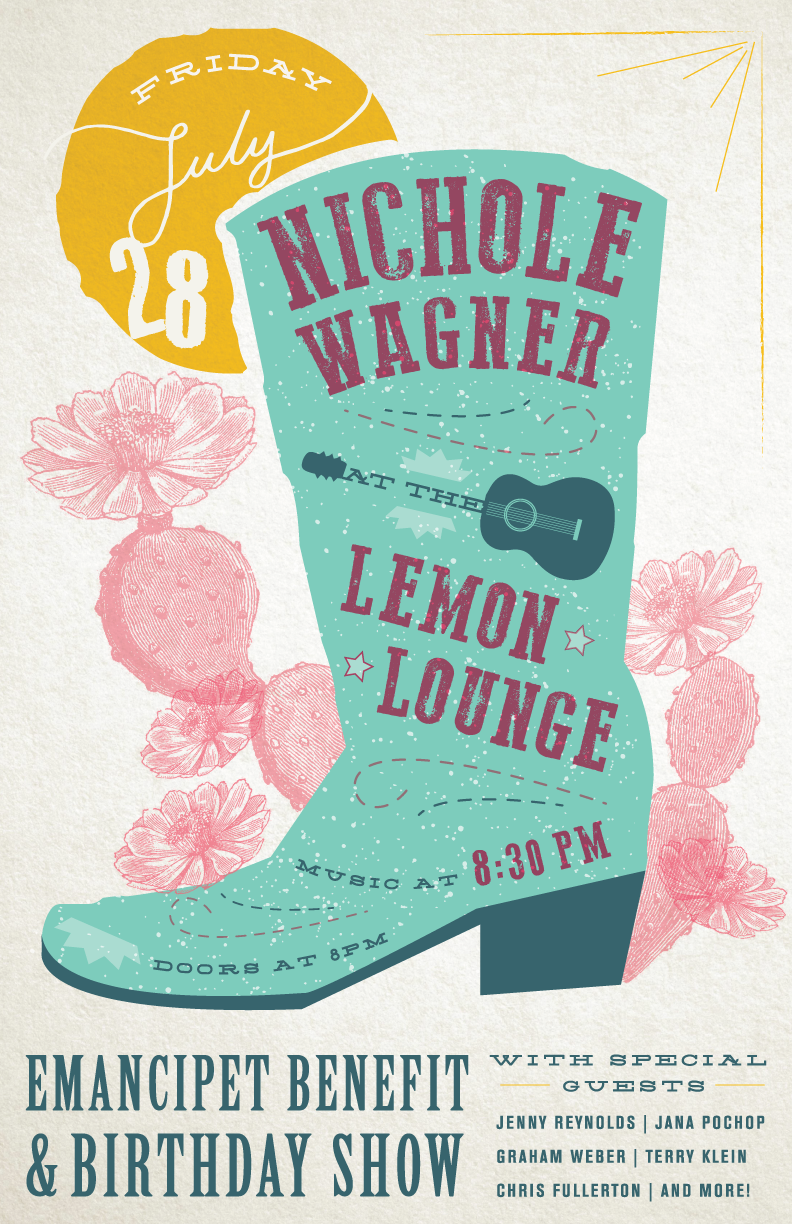 FRIDAY
July
28
NICHOLE
WAGNER
AT THE
LEMON
LOUNGE
MUSIC AT 8:30 PM
DOORS AT 8PM
EMANCIPET BENEFIT
& BIRTHDAY SHOW
WITH SPECIAL
GUESTS
JENNY REYNOLDS | JANA POCHOP
GRAHAM WEBER | TERRY KLEIN
CHRIS FULLERTON | AND MORE!